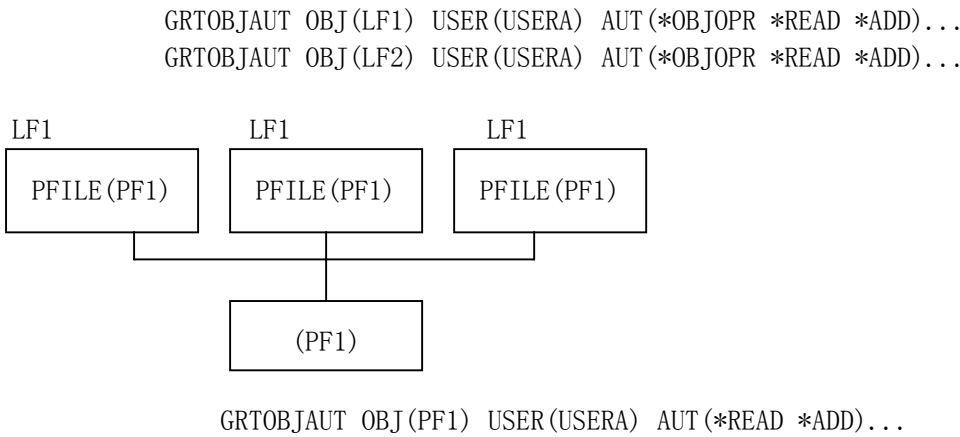 GRTOBJAUT OBJ(LF1) USER(USERA) AUT(*OBJOPR *READ *ADD)...
GRTOBJAUT OBJ(LF2) USER(USERA) AUT(*OBJOPR *READ *ADD)...
LF1 LF1 LF1
PFILE(PF1) PFILE(PF1) PFILE(PF1)
(PF1)
GRTOBJAUT OBJ(PF1) USER(USERA) AUT(*READ *ADD)...